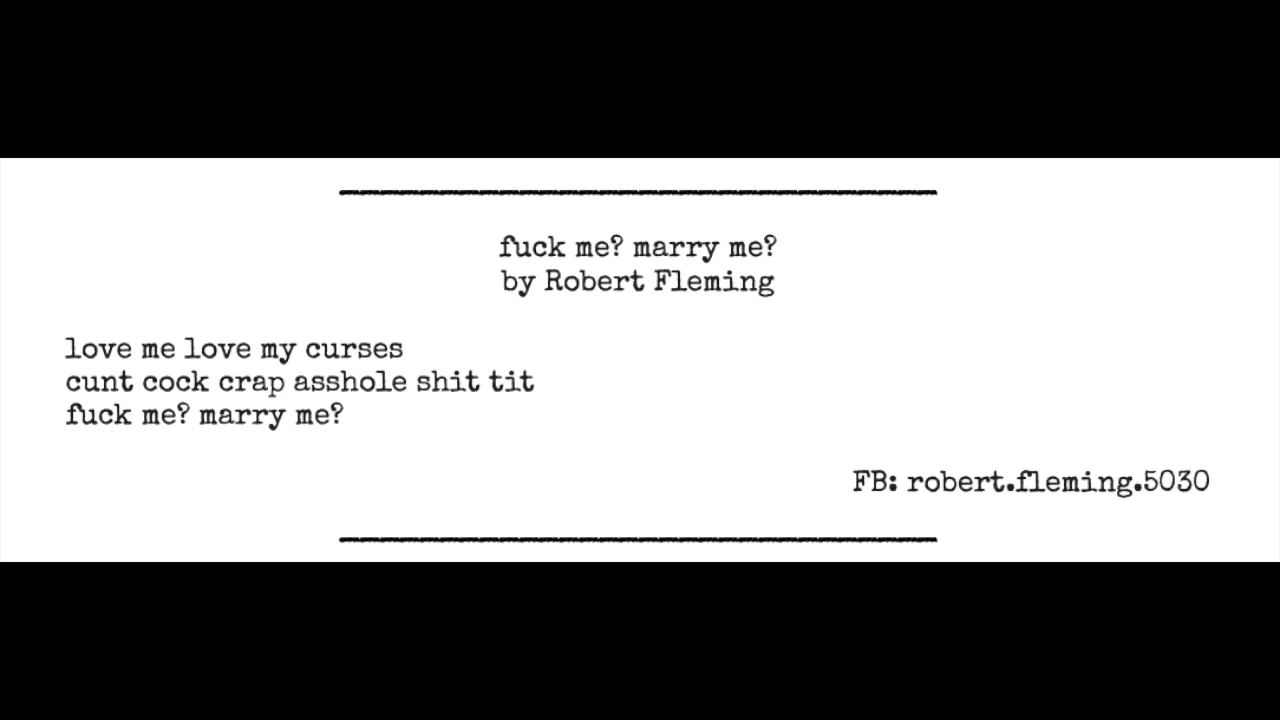 fuck me? marry me?
by Robert Fleming
love me love my curses
cunt cock crap asshole shit tit
fuck me? marry me?
FB: robert.fleming.5030